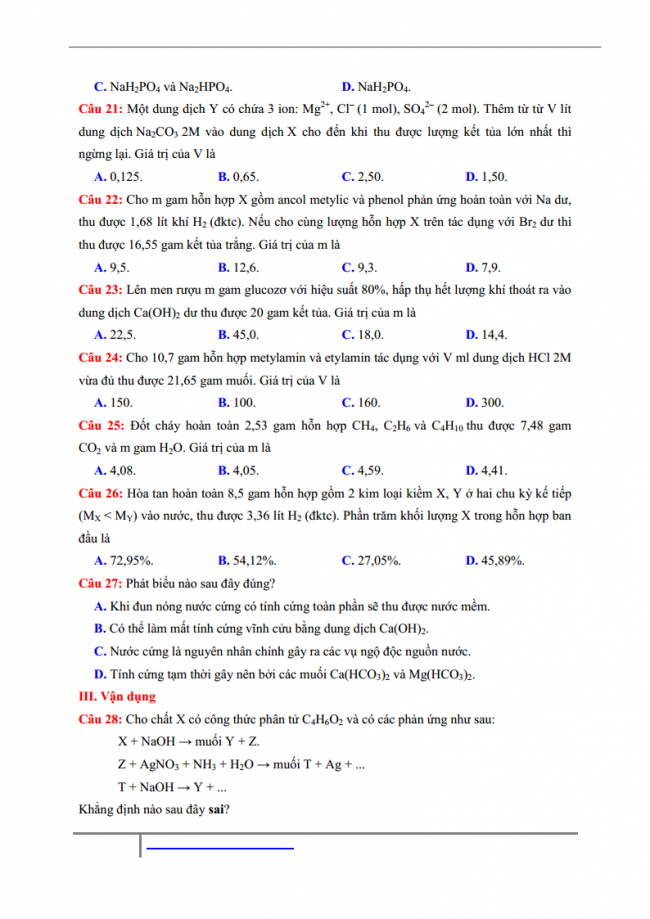 C. NaH₂PO₄ và Na₂HPO₄. D. NaH₂PO₄.
Câu 21: Một dung dịch Y có chứa 3 ion: Mg²⁺, Cl⁻ (1 mol), SO₄²⁻ (2 mol). Thêm từ từ V lít
dung dịch Na₂CO₃ 2M vào dung dịch X cho đến khi thu được lượng kết tủa lớn nhất thì
ngừng lại. Giá trị của V là
A. 0,125. B. 0,65. C. 2,50. D. 1,50.
Câu 22: Cho m gam hỗn hợp X gồm ancol metylic và phenol phản ứng hoàn toàn với Na dư,
thu được 1,68 lít khí H₂ (đktc). Nếu cho cùng lượng hỗn hợp X trên tác dụng với Br₂ dư thì
thu được 16,55 gam kết tủa trắng. Giá trị của m là
A. 9,5. B. 12,6. C. 9,3. D. 7,9.
Câu 23: Lên men rượu m gam glucozơ với hiệu suất 80%, hấp thụ hết lượng khí thoát ra vào
dung dịch Ca(OH)₂ dư thu được 20 gam kết tủa. Giá trị của m là
A. 22,5. B. 45,0. C. 18,0. D. 14,4.
Câu 24: Cho 10,7 gam hỗn hợp metylamin và etylamin tác dụng với V ml dung dịch HCl 2M
vừa đủ thu được 21,65 gam muối. Giá trị của V là
A. 150. B. 100. C. 160. D. 300.
Câu 25: Đốt cháy hoàn toàn 2,53 gam hỗn hợp CH₄, C₂H₆ và C₄H₁₀ thu được 7,48 gam
CO₂ và m gam H₂O. Giá trị của m là
A. 4,08. B. 4,05. C. 4,59. D. 4,41.
Câu 26: Hòa tan hoàn toàn 8,5 gam hỗn hợp gồm 2 kim loại kiềm X, Y ở hai chu kỳ kế tiếp
(Mₓ < Mᵧ) vào nước, thu được 3,36 lít H₂ (đktc). Phần trăm khối lượng X trong hỗn hợp ban
đầu là
A. 72,95%. B. 54,12%. C. 27,05%. D. 45,89%.
Câu 27: Phát biểu nào sau đây đúng?
A. Khi đun nóng nước cứng có tính cứng toàn phần sẽ thu được nước mềm.
B. Có thể làm mất tính cứng vĩnh cửu bằng dung dịch Ca(OH)₂.
C. Nước cứng là nguyên nhân chính gây ra các vụ ngộ độc nguồn nước.
D. Tính cứng tạm thời gây nên bởi các muối Ca(HCO₃)₂ và Mg(HCO₃)₂.
III. Vận dụng
Câu 28: Cho chất X có công thức phân tử C₄H₆O₂ và có các phản ứng như sau:
X + NaOH → muối Y + Z.
Z + AgNO₃ + NH₃ + H₂O → muối T + Ag + ...
T + NaOH → Y + ...
Khẳng định nào sau đây sai?